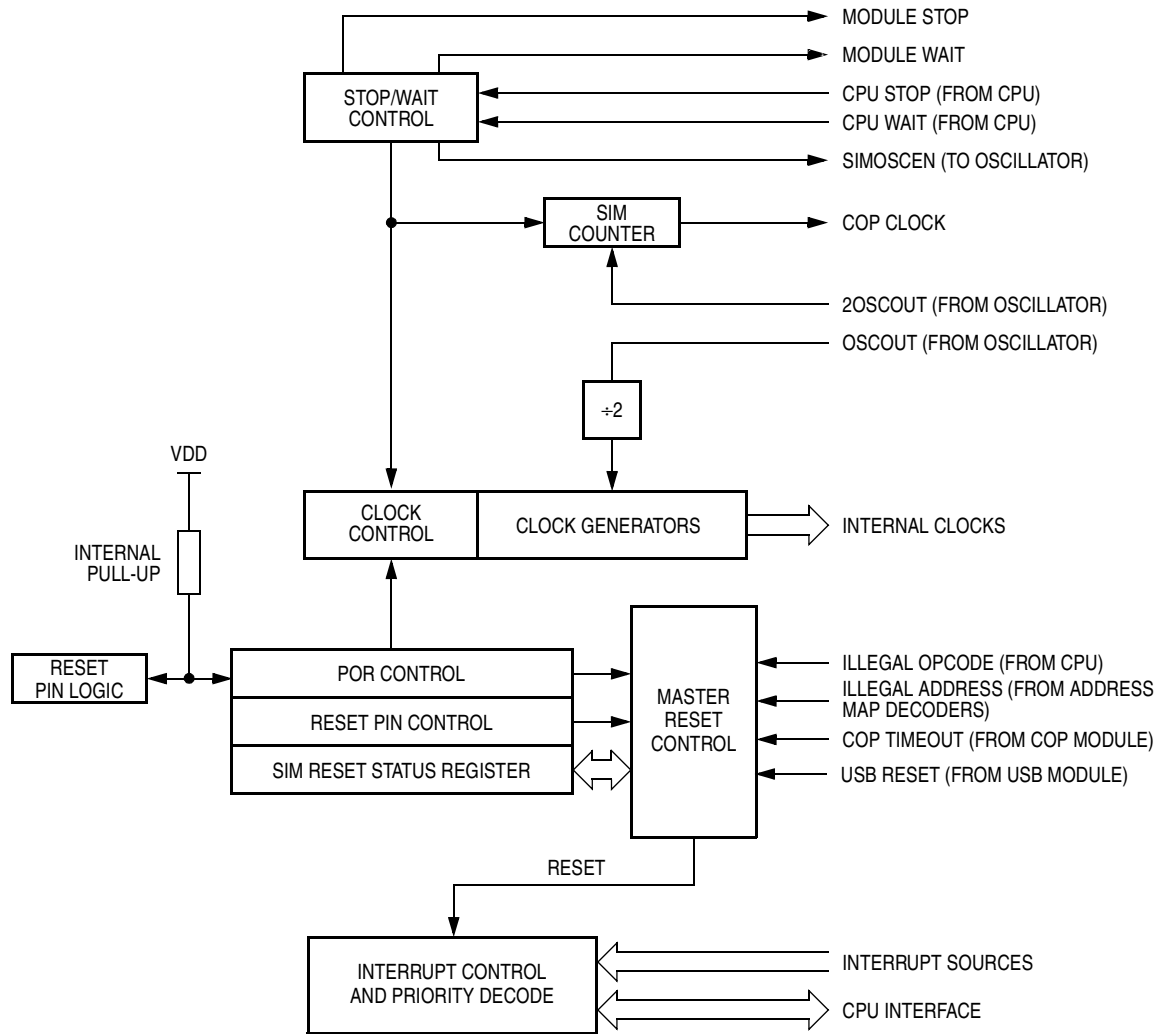 MODULE STOP
MODULE WAIT
STOP/WAIT
CONTROL
CPU STOP (FROM CPU)
CPU WAIT (FROM CPU)
SIMOSCEN (TO OSCILLATOR)
SIM
COUNTER
COP CLOCK
2OSCOUT (FROM OSCILLATOR)
OSCOUT (FROM OSCILLATOR)
÷2
VDD
CLOCK
CONTROL
CLOCK GENERATORS
INTERNAL CLOCKS
INTERNAL
PULL-UP
RESET
PIN LOGIC
POR CONTROL
RESET PIN CONTROL
SIM RESET STATUS REGISTER
MASTER
RESET
CONTROL
ILLEGAL OPCODE (FROM CPU)
ILLEGAL ADDRESS (FROM ADDRESS
MAP DECODERS)
COP TIMEOUT (FROM COP MODULE)
USB RESET (FROM USB MODULE)
RESET
INTERRUPT CONTROL
AND PRIORITY DECODE
INTERRUPT SOURCES
CPU INTERFACE